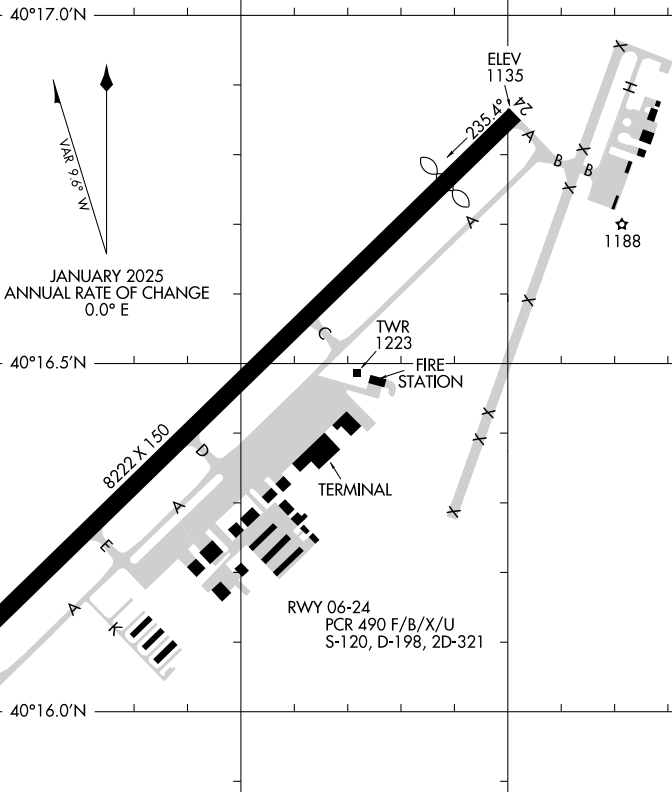 40°17.0'N
ELEV
1135
24
235.4°
X
H
A
B
X
B
X
VAR 9.6° W
A
1188
JANUARY 2025
ANNUAL RATE OF CHANGE
0.0° E
X
C
TWR
1223
40°16.5'N
FIRE
STATION
X
8222 X 150
D
X
TERMINAL
A
X
E
A
K
RWY 06-24
PCR 490 F/B/X/U
S-120, D-198, 2D-321
40°16.0'N